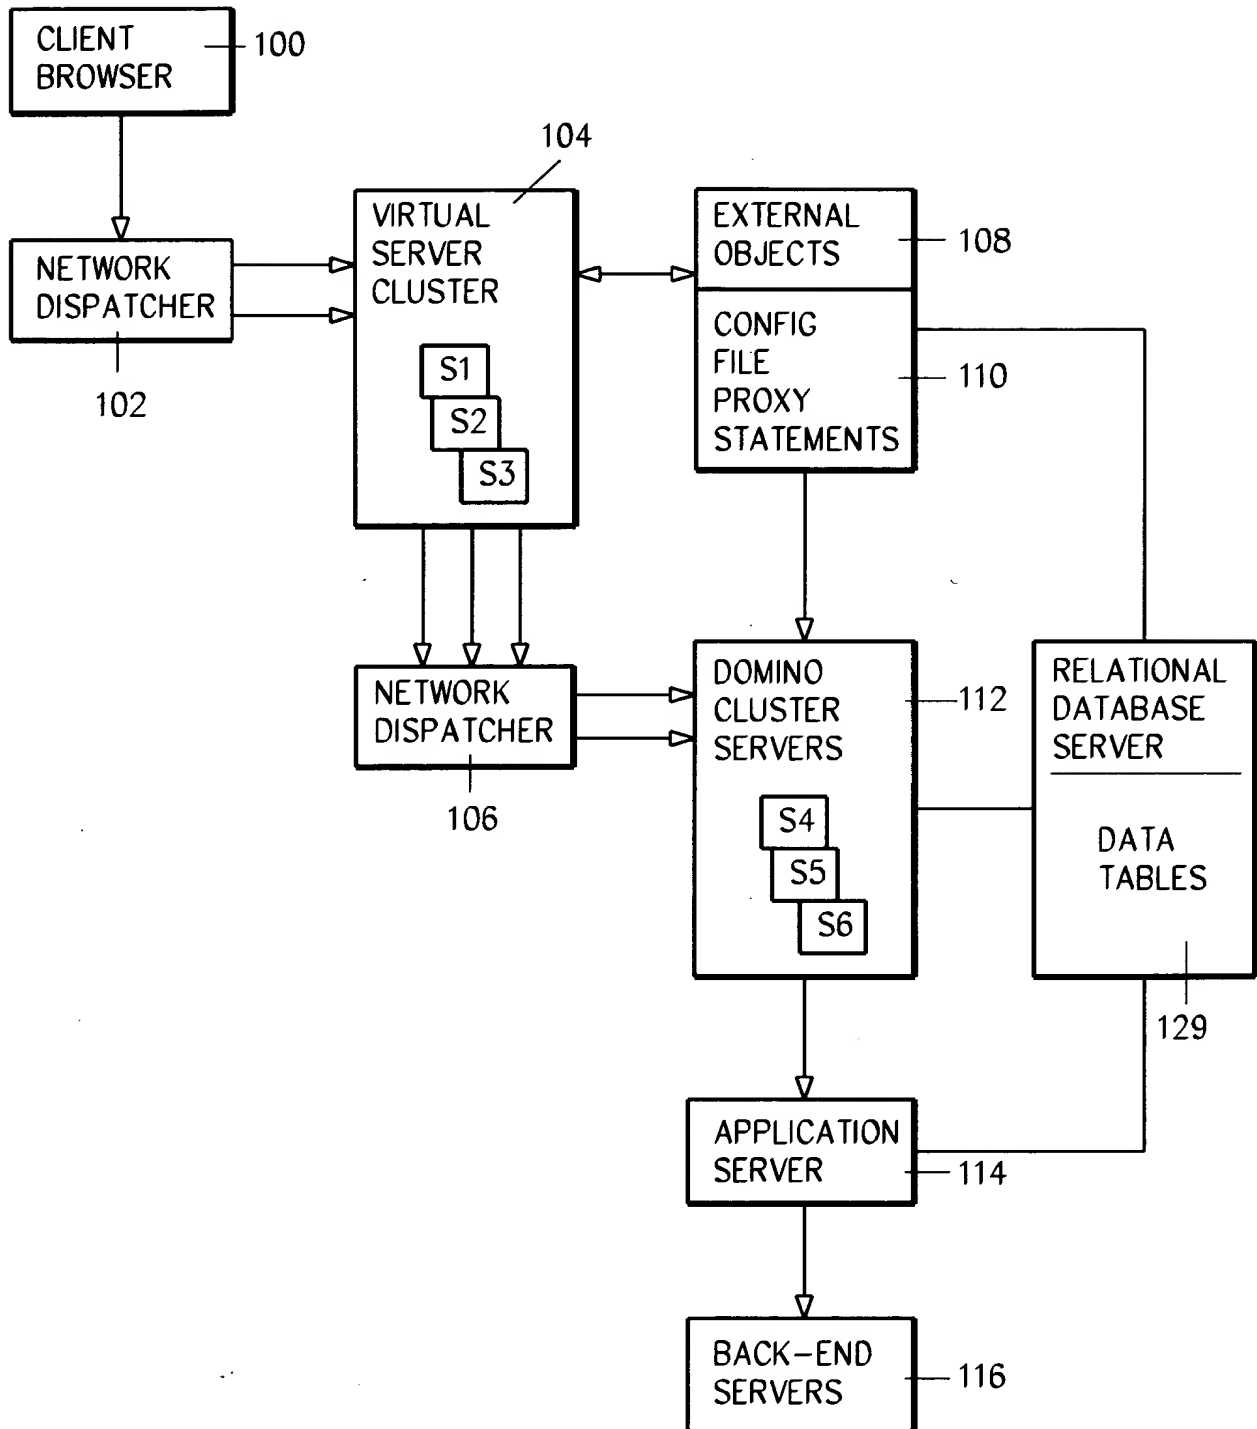 CLIENT
BROWSER
100
NETWORK
DISPATCHER
102
104
VIRTUAL
SERVER
CLUSTER
S1
S2
S3
EXTERNAL
OBJECTS
108
CONFIG
FILE
PROXY
STATEMENTS
110
NETWORK
DISPATCHER
106
DOMINO
CLUSTER
SERVERS
112
S4
S5
S6
RELATIONAL
DATABASE
SERVER
DATA
TABLES
129
APPLICATION
SERVER
114
BACK-END
SERVERS
116